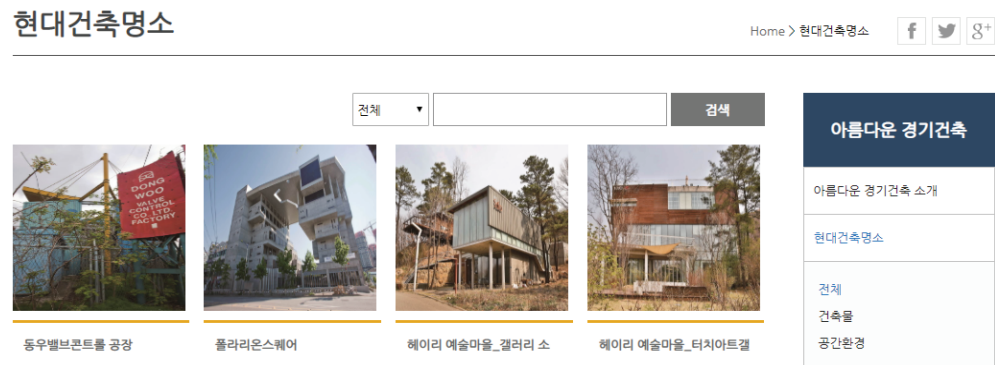 현대건축명소
Home > 현대건축명소
전체
검색
아름다운 경기건축
아름다운 경기건축 소개
현대건축명소
전체
건축물
공간환경
DONG
WOO
VALVE
CONTROL
CO. LTD
FACTORY
동우밸브콘트롤 공장
폴라리온스퀘어
헤이리 예술마을_갤러리 소
헤이리 예술마을_터치아트갤